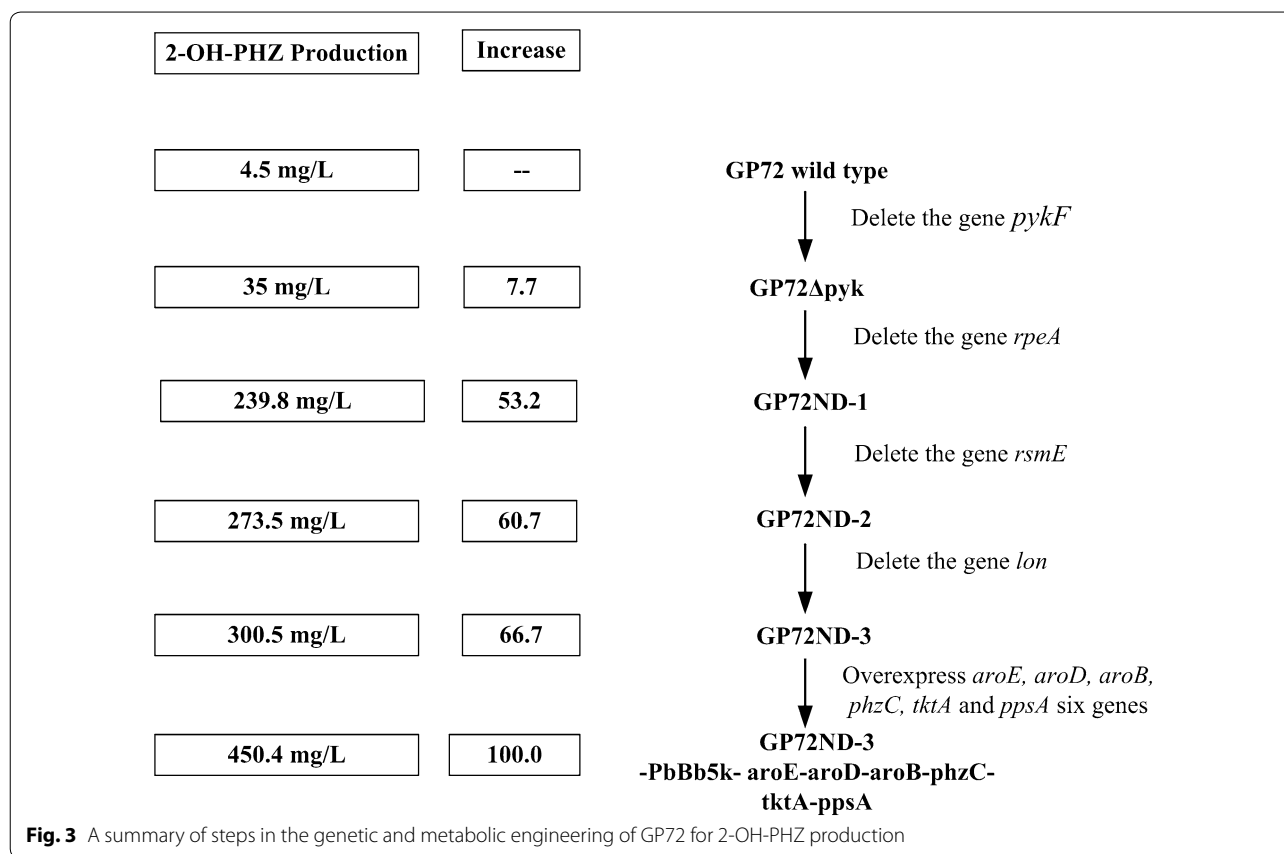 2-OH-PHZ Production Increase
4.5 mg/L -- GP72 wild type
Delete the gene pykF
35 mg/L 7.7 GP72Δpyk
Delete the gene rpeA
239.8 mg/L 53.2 GP72ND-1
Delete the gene rsmE
273.5 mg/L 60.7 GP72ND-2
Delete the gene lon
300.5 mg/L 66.7 GP72ND-3
Overexpress aroE, aroD, aroB,
phzC, tktA and ppsA six genes
450.4 mg/L 100.0 GP72ND-3
-PbBb5k- aroE-aroD-aroB-phzC-
tktA-ppsA
Fig. 3 A summary of steps in the genetic and metabolic engineering of GP72 for 2-OH-PHZ production